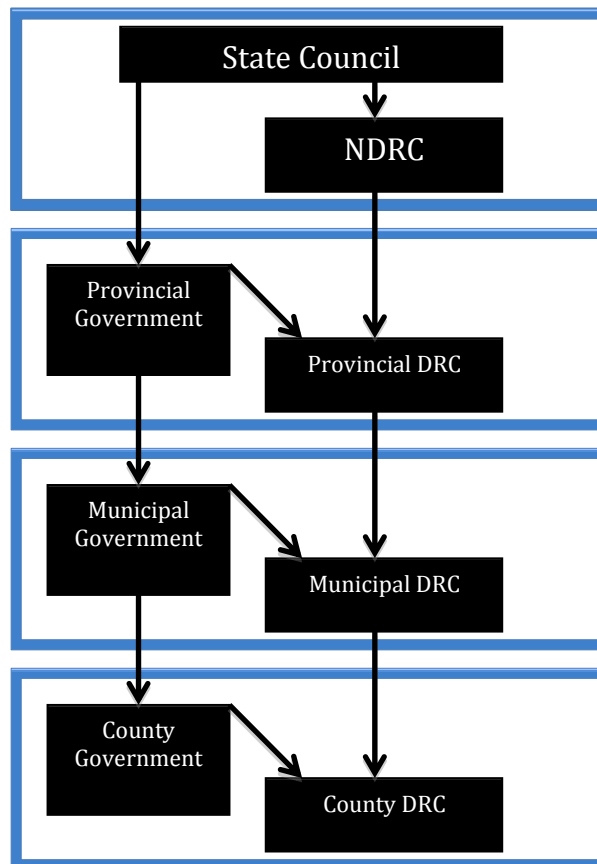 State Council
NDRC
Provincial
Government
Provincial DRC
Municipal
Government
Municipal DRC
County
Government
County DRC